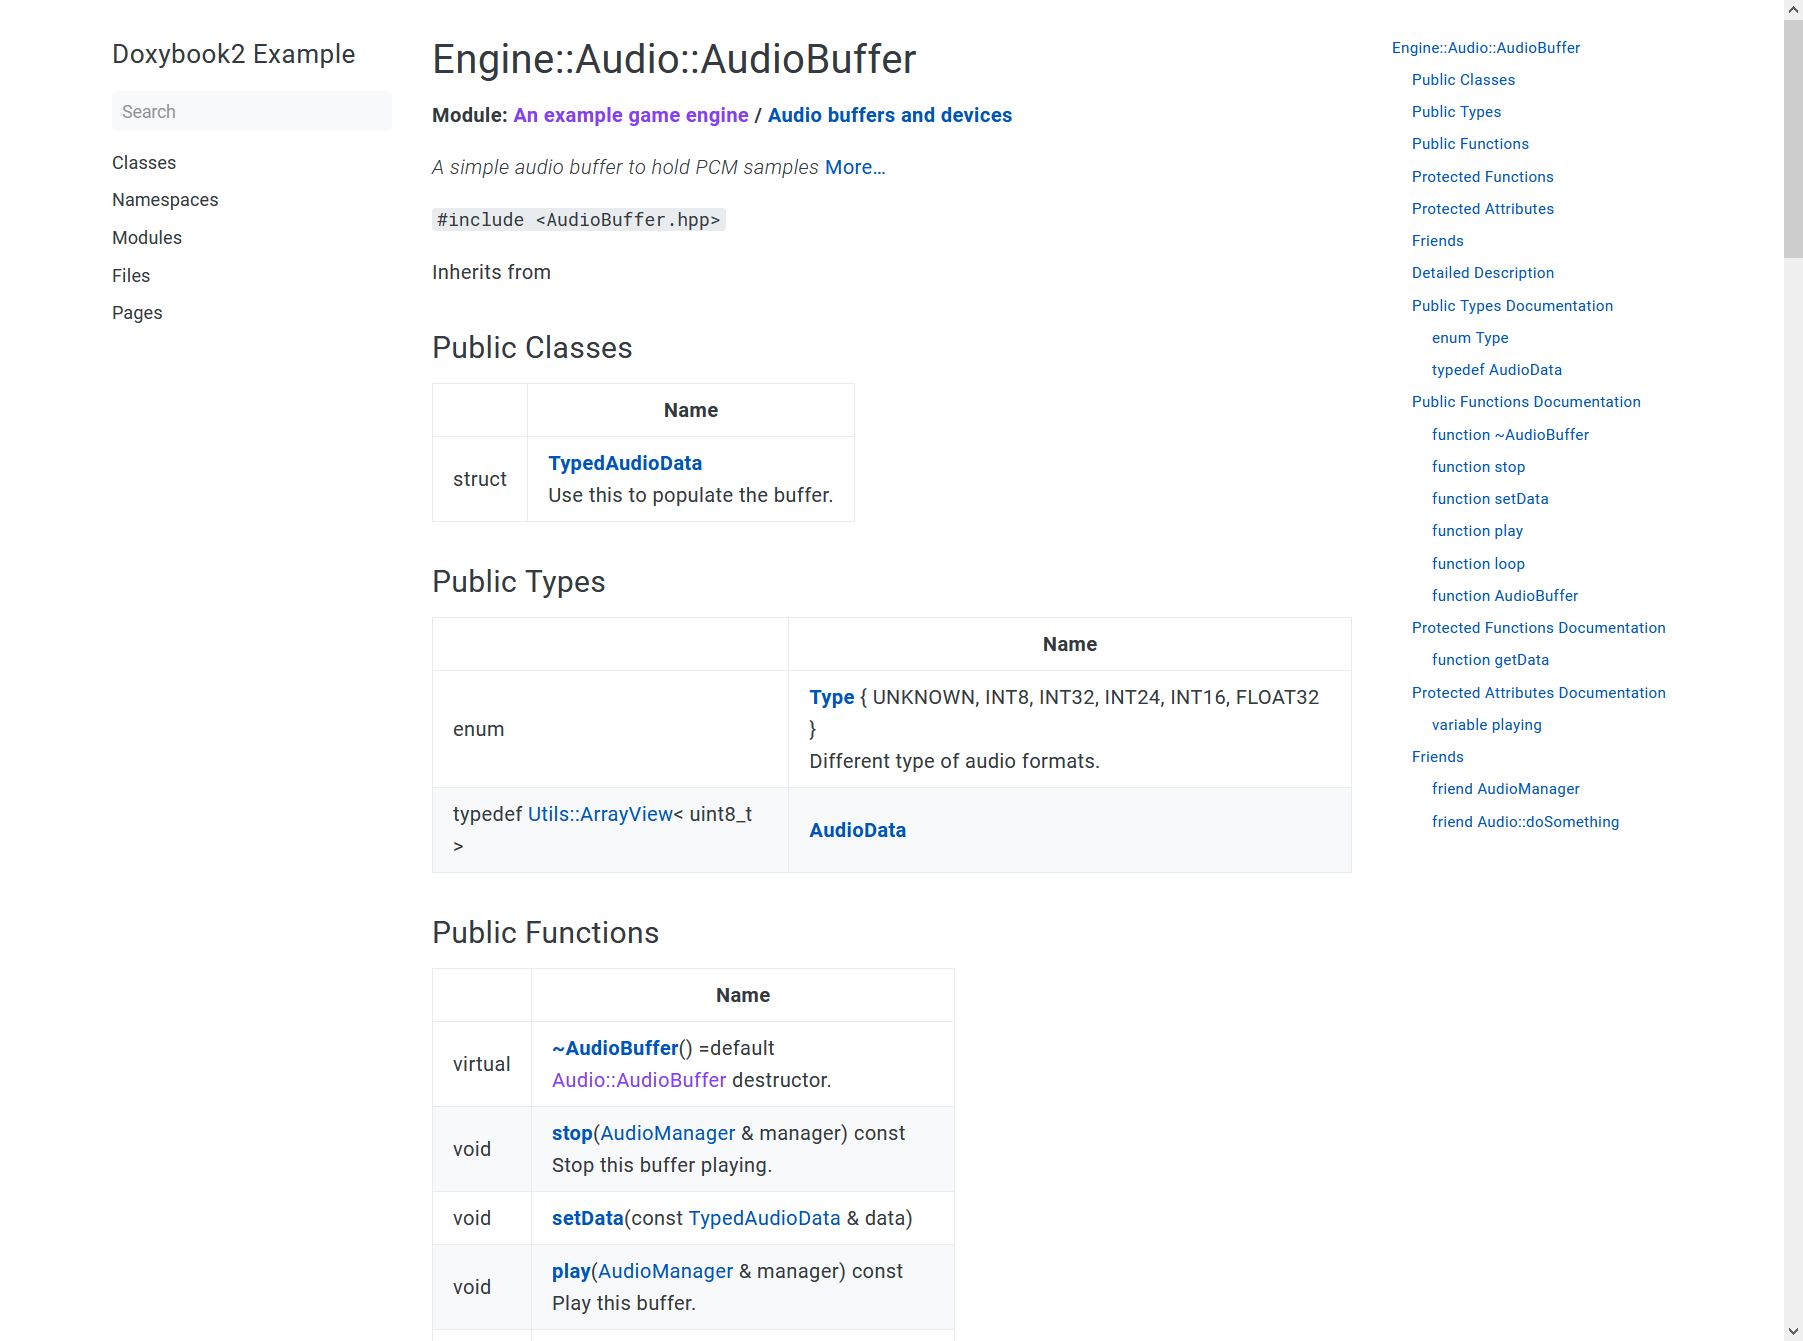 Doxybook2 Example
Search
Classes
Namespaces
Modules
Files
Pages
Engine::Audio::AudioBuffer
Module: An example game engine / Audio buffers and devices
A simple audio buffer to hold PCM samples More…
#include <AudioBuffer.hpp>
Inherits from
Public Classes
Name
struct
TypedAudioData
Use this to populate the buffer.
Public Types
Name
enum
Type { UNKNOWN, INT8, INT32, INT24, INT16, FLOAT32
}
Different type of audio formats.
typedef Utils::ArrayView< uint8_t
>
AudioData
Public Functions
Name
virtual
~AudioBuffer() =default
Audio::AudioBuffer destructor.
void
stop(AudioManager & manager) const
Stop this buffer playing.
void
setData(const TypedAudioData & data)
void
play(AudioManager & manager) const
Play this buffer.
Engine::Audio::AudioBuffer
Public Classes
Public Types
Public Functions
Protected Functions
Protected Attributes
Friends
Detailed Description
Public Types Documentation
enum Type
typedef AudioData
Public Functions Documentation
function ~AudioBuffer
function stop
function setData
function play
function loop
function AudioBuffer
Protected Functions Documentation
function getData
Protected Attributes Documentation
variable playing
Friends
friend AudioManager
friend Audio::doSomething